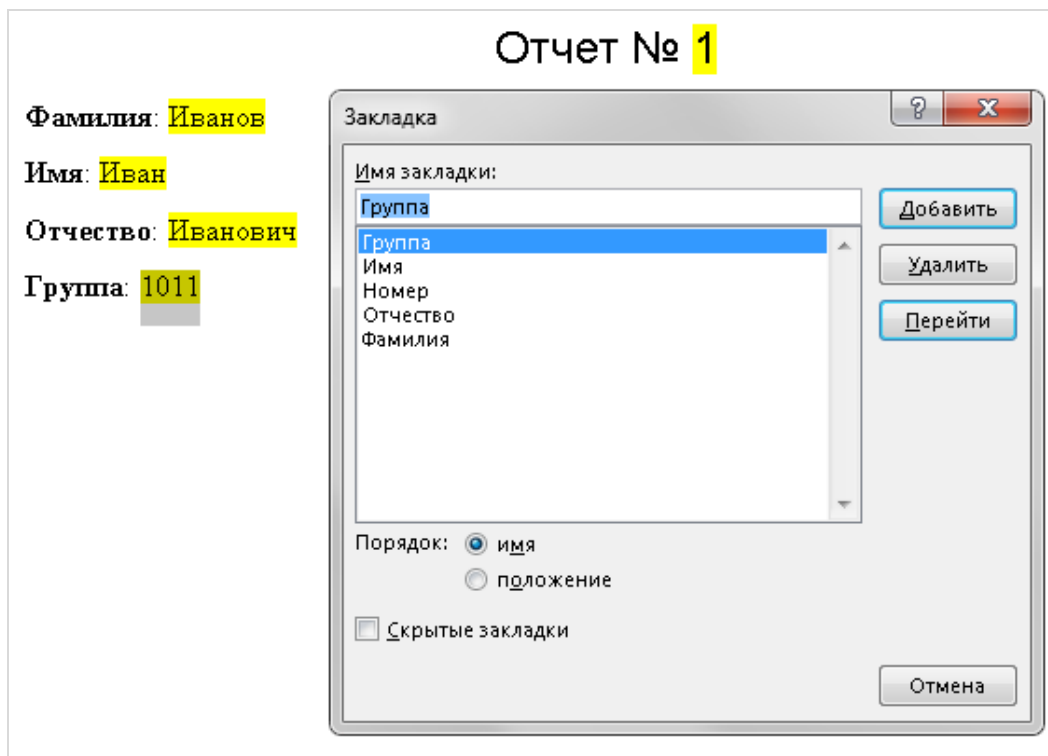 Отчет № 1
Фамилия: Иванов
Имя: Иван
Отчество: Иванович
Группа: 1011
Закладка
?
X
Имя закладки:
Группа
Добавить
Группа
Имя
Номер
Отчество
Фамилия
Удалить
Перейти
Порядок:
имя
положение
Скрытые закладки
Отмена